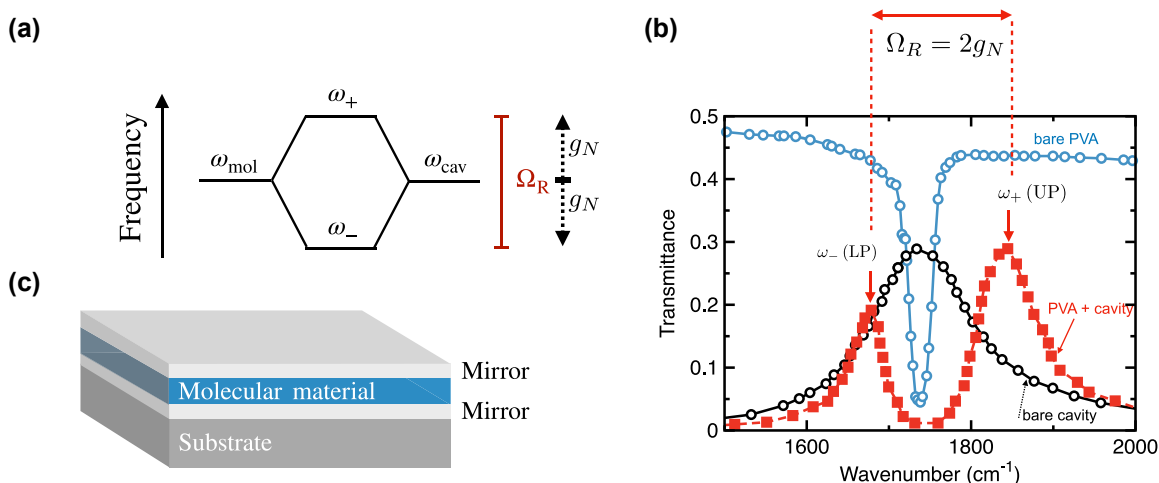 (a)
Frequency
ω_mol
ω_+
ω_−
ω_cav
Ω_R
g_N
g_N
(c)
Mirror
Molecular material
Mirror
Substrate
(b)
Ω_R = 2g_N
0.5
0.4
0.3
0.2
0.1
0
Transmittance
bare PVA
ω_+ (UP)
ω_− (LP)
PVA + cavity
bare cavity
1600 1800 2000
Wavenumber (cm⁻¹)